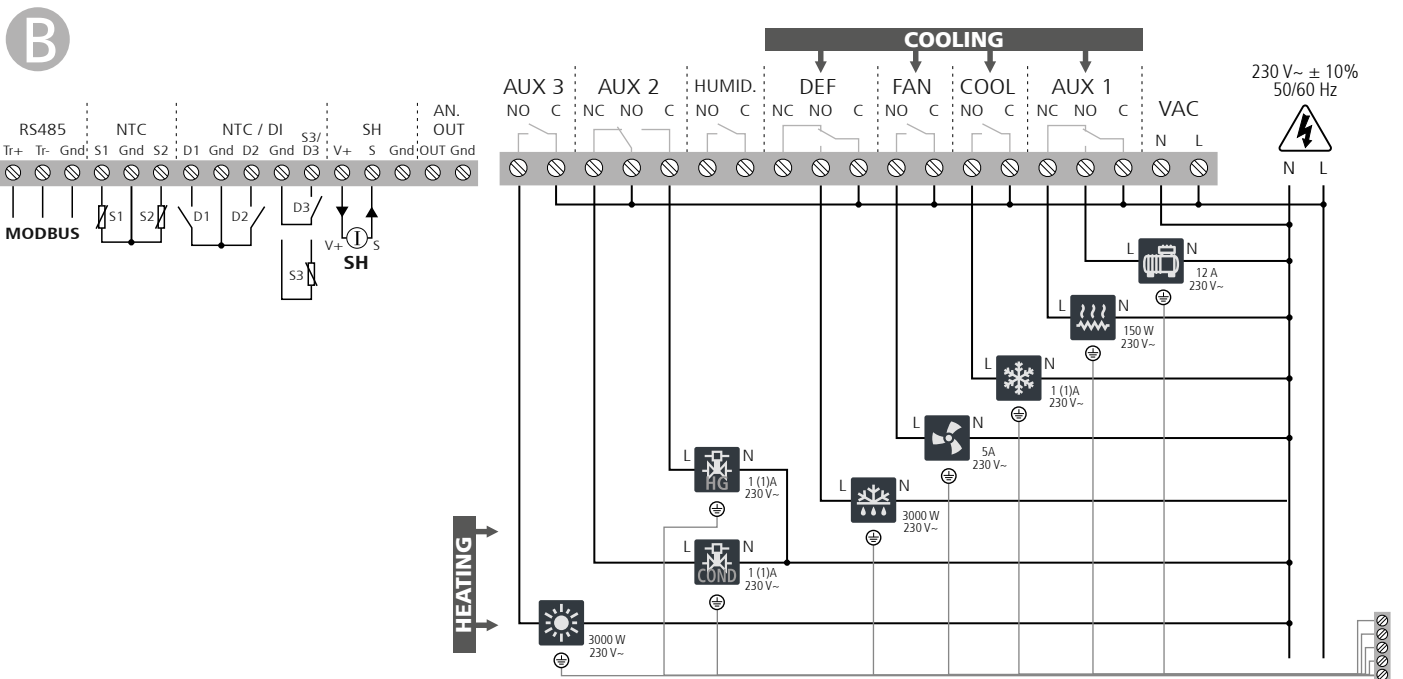 B
COOLING
AUX 3 AUX 2 HUMID. DEF FAN COOL AUX 1 VAC
NO C NC NO C NO C NC NO C NO C NO C NC NO C N L
230 V~ ± 10%
50/60 Hz
N L
RS485 NTC NTC / DI SH AN. OUT
Tr+ Tr- Gnd S1 Gnd S2 D1 Gnd D2 Gnd S3/ D3 V+ S Gnd OUT Gnd
S1 S2 D1 D2 D3
MODBUS
V+ I S
SH
S3
L N
12 A
230 V~
L N
150 W
230 V~
L N
1 (1)A
230 V~
L N
5A
230 V~
L N
HG
1 (1)A
230 V~
L N
3000 W
230 V~
L N
COND
1 (1)A
230 V~
HEATING
3000 W
230 V~